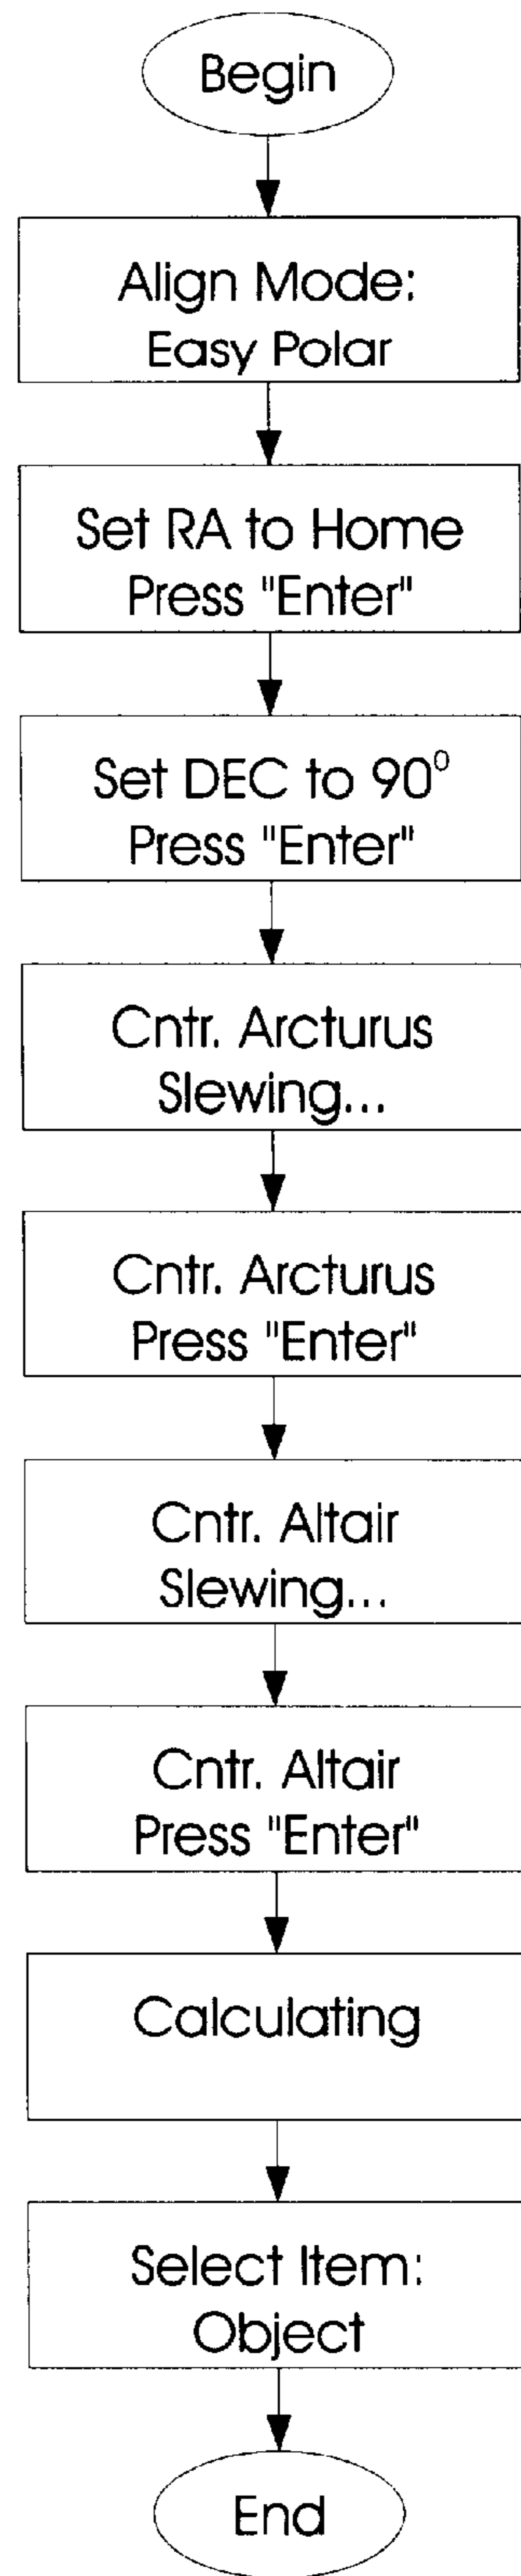 Begin
Align Mode:
Easy Polar
Set RA to Home
Press "Enter"
Set DEC to 90⁰
Press "Enter"
Cntr. Arcturus
Slewing...
Cntr. Arcturus
Press "Enter"
Cntr. Altair
Slewing...
Cntr. Altair
Press "Enter"
Calculating
Select Item:
Object
End